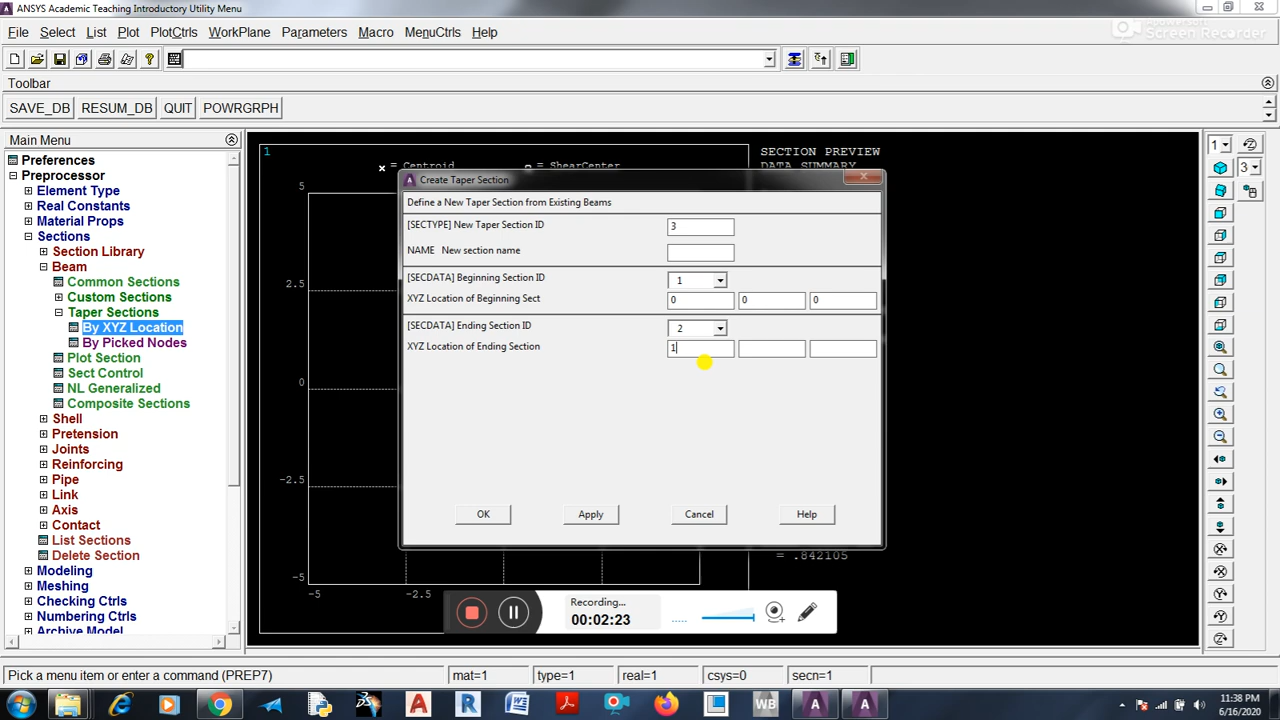 ANSYS Academic Teaching Introductory Utility Menu
File Select List Plot PlotCtrls WorkPlane Parameters Macro MenuCtrls Help
Apowersoft
Screen Recorder
Toolbar
SAVE_DB RESUM_DB QUIT POWRGRPH
Main Menu
Preferences
Preprocessor
Element Type
Real Constants
Material Props
Sections
Section Library
Beam
Common Sections
Custom Sections
Taper Sections
By XYZ Location
By Picked Nodes
Plot Section
Sect Control
NL Generalized
Composite Sections
Shell
Pretension
Joints
Reinforcing
Pipe
Link
Axis
Contact
List Sections
Delete Section
Modeling
Meshing
Checking Ctrls
Numbering Ctrls
Archive Model
1
× = Centroid = ShearCenter
SECTION PREVIEW
DATA SUMMARY
5
2.5
0
-2.5
-5
-5 -2.5
= .842105
Create Taper Section
Define a New Taper Section from Existing Beams
[SECTYPE] New Taper Section ID 3
NAME New section name
[SECDATA] Beginning Section ID 1
XYZ Location of Beginning Sect 0 0 0
[SECDATA] Ending Section ID 2
XYZ Location of Ending Section 1
OK Apply Cancel Help
Recording...
00:02:23
1
3
Pick a menu item or enter a command (PREP7) mat=1 type=1 real=1 csys=0 secn=1
WB
11:38 PM
6/16/2020